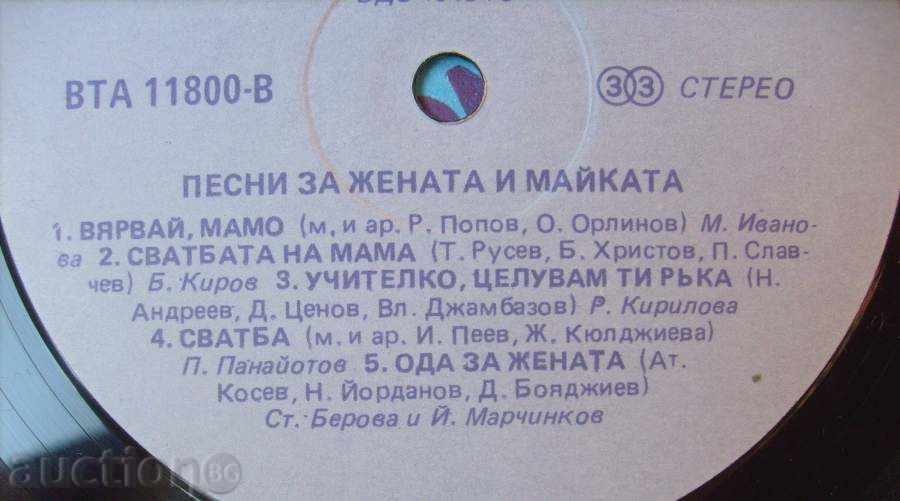 ВТА 11800-В
33 СТЕРЕО
ПЕСНИ ЗА ЖЕНАТА И МАЙКАТА
1. ВЯРВАЙ, МАМО (м. и ар. Р. Попов, О. Орлинов) М. Ивано-
ва 2. СВАТБАТА НА МАМА (Т. Русев, Б. Христов, П. Слав-
чев) Б. Киров 3. УЧИТЕЛКО, ЦЕЛУВАМ ТИ РЪКА (Н.
Андреев, Д. Ценов, Вл. Джамбазов) Р. Кирилова
4. СВАТБА (м. и ар. И. Пеев, Ж. Кюлджиева)
П. Панайотов 5. ОДА ЗА ЖЕНАТА (Ат.
Косев, Н. Йорданов, Д. Бояджиев)
Ст. Берова и Й. Марчинков
auction BG